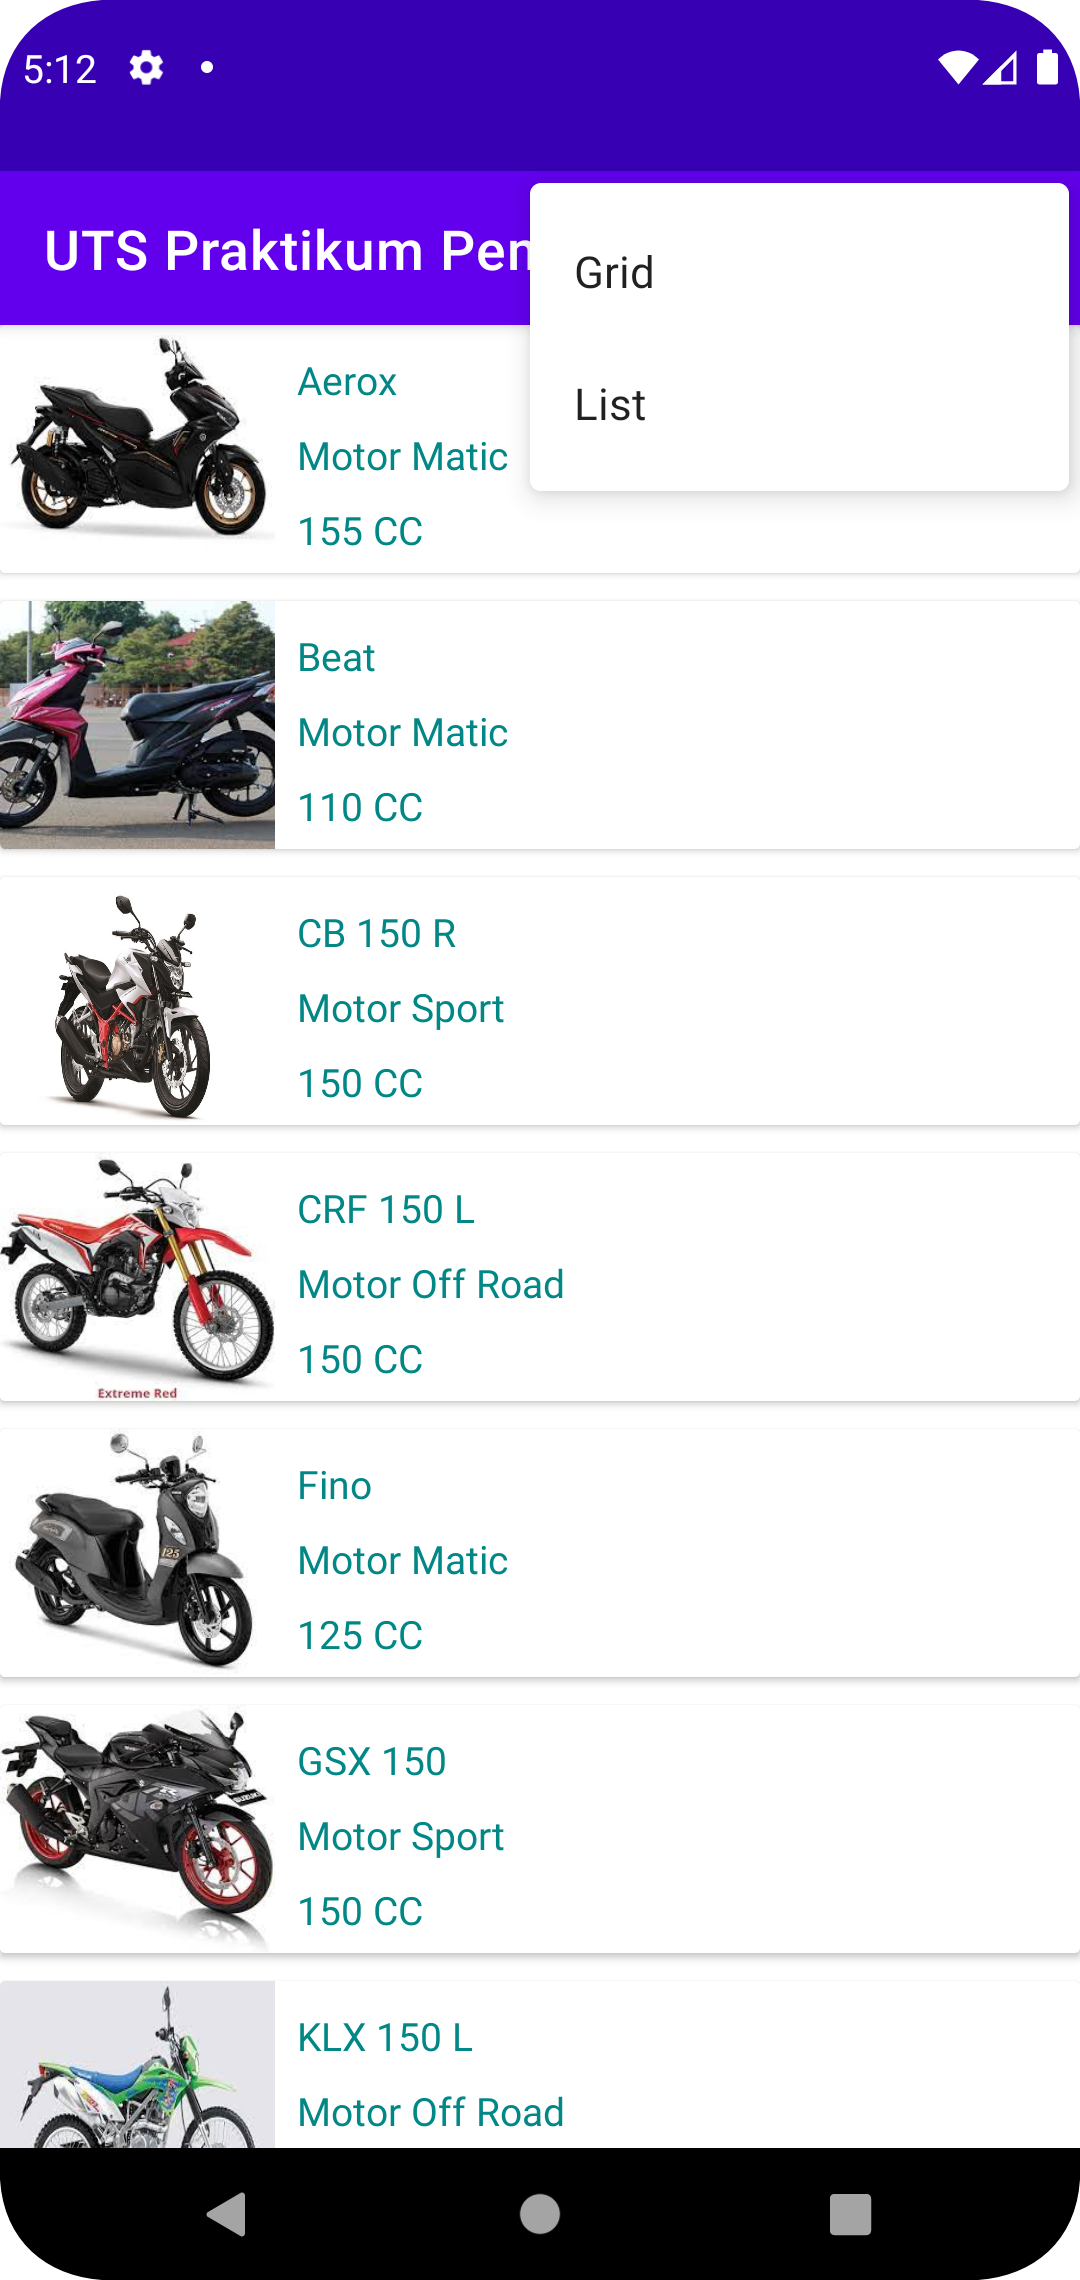 5:12
UTS Praktikum Pen
Grid
List
Aerox
Motor Matic
155 CC
Beat
Motor Matic
110 CC
CB 150 R
Motor Sport
150 CC
CRF 150 L
Motor Off Road
150 CC
Extreme Red
Fino
Motor Matic
125 CC
125
GSX 150
Motor Sport
150 CC
SUZUKI
KLX 150 L
Motor Off Road